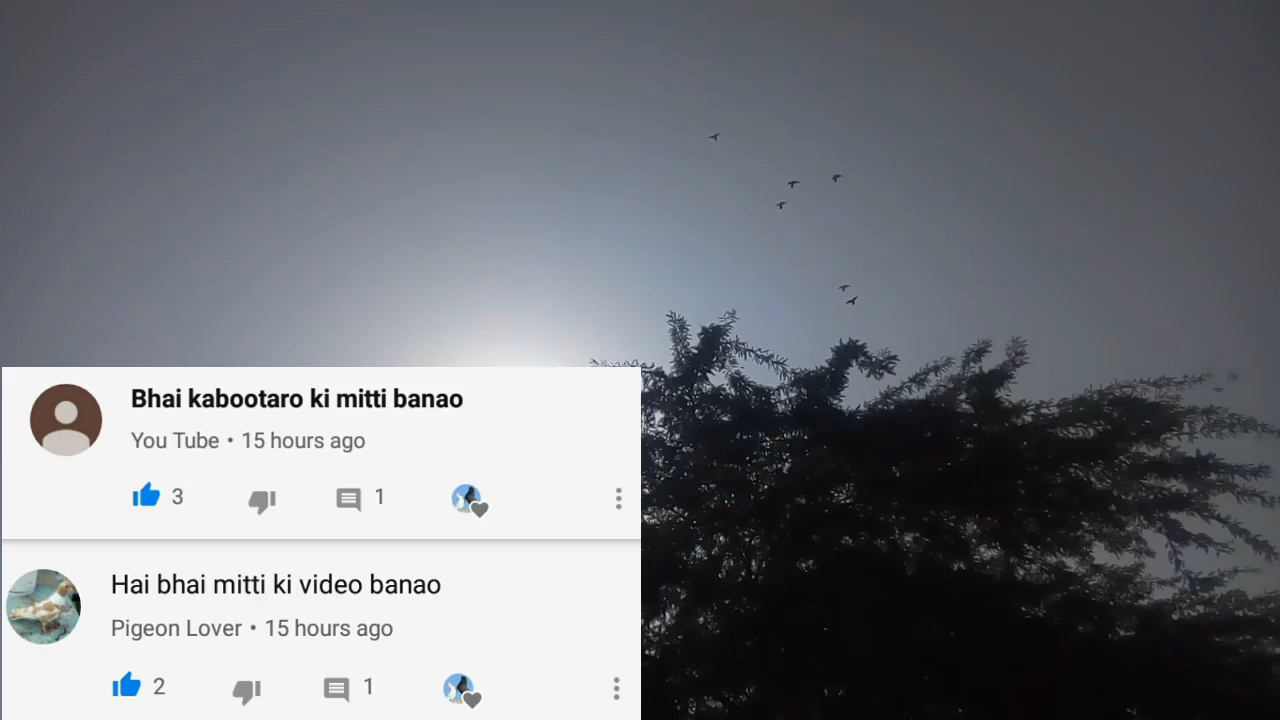 Bhai kabootaro ki mitti banao
You Tube • 15 hours ago
3
1
Hai bhai mitti ki video banao
Pigeon Lover • 15 hours ago
2
1